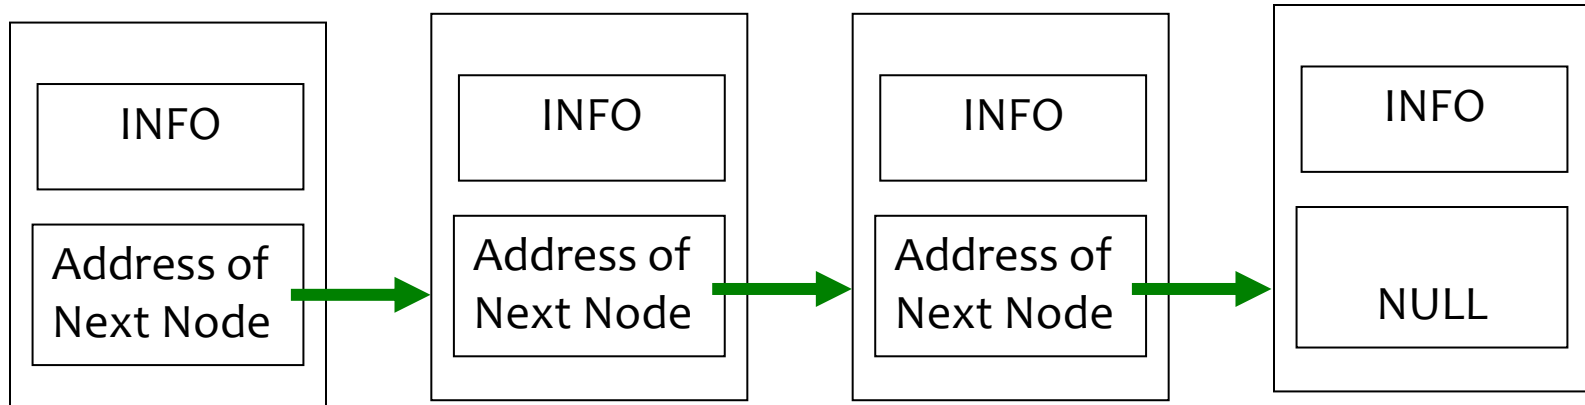 INFO
Address of
Next Node
INFO
Address of
Next Node
INFO
Address of
Next Node
INFO
NULL